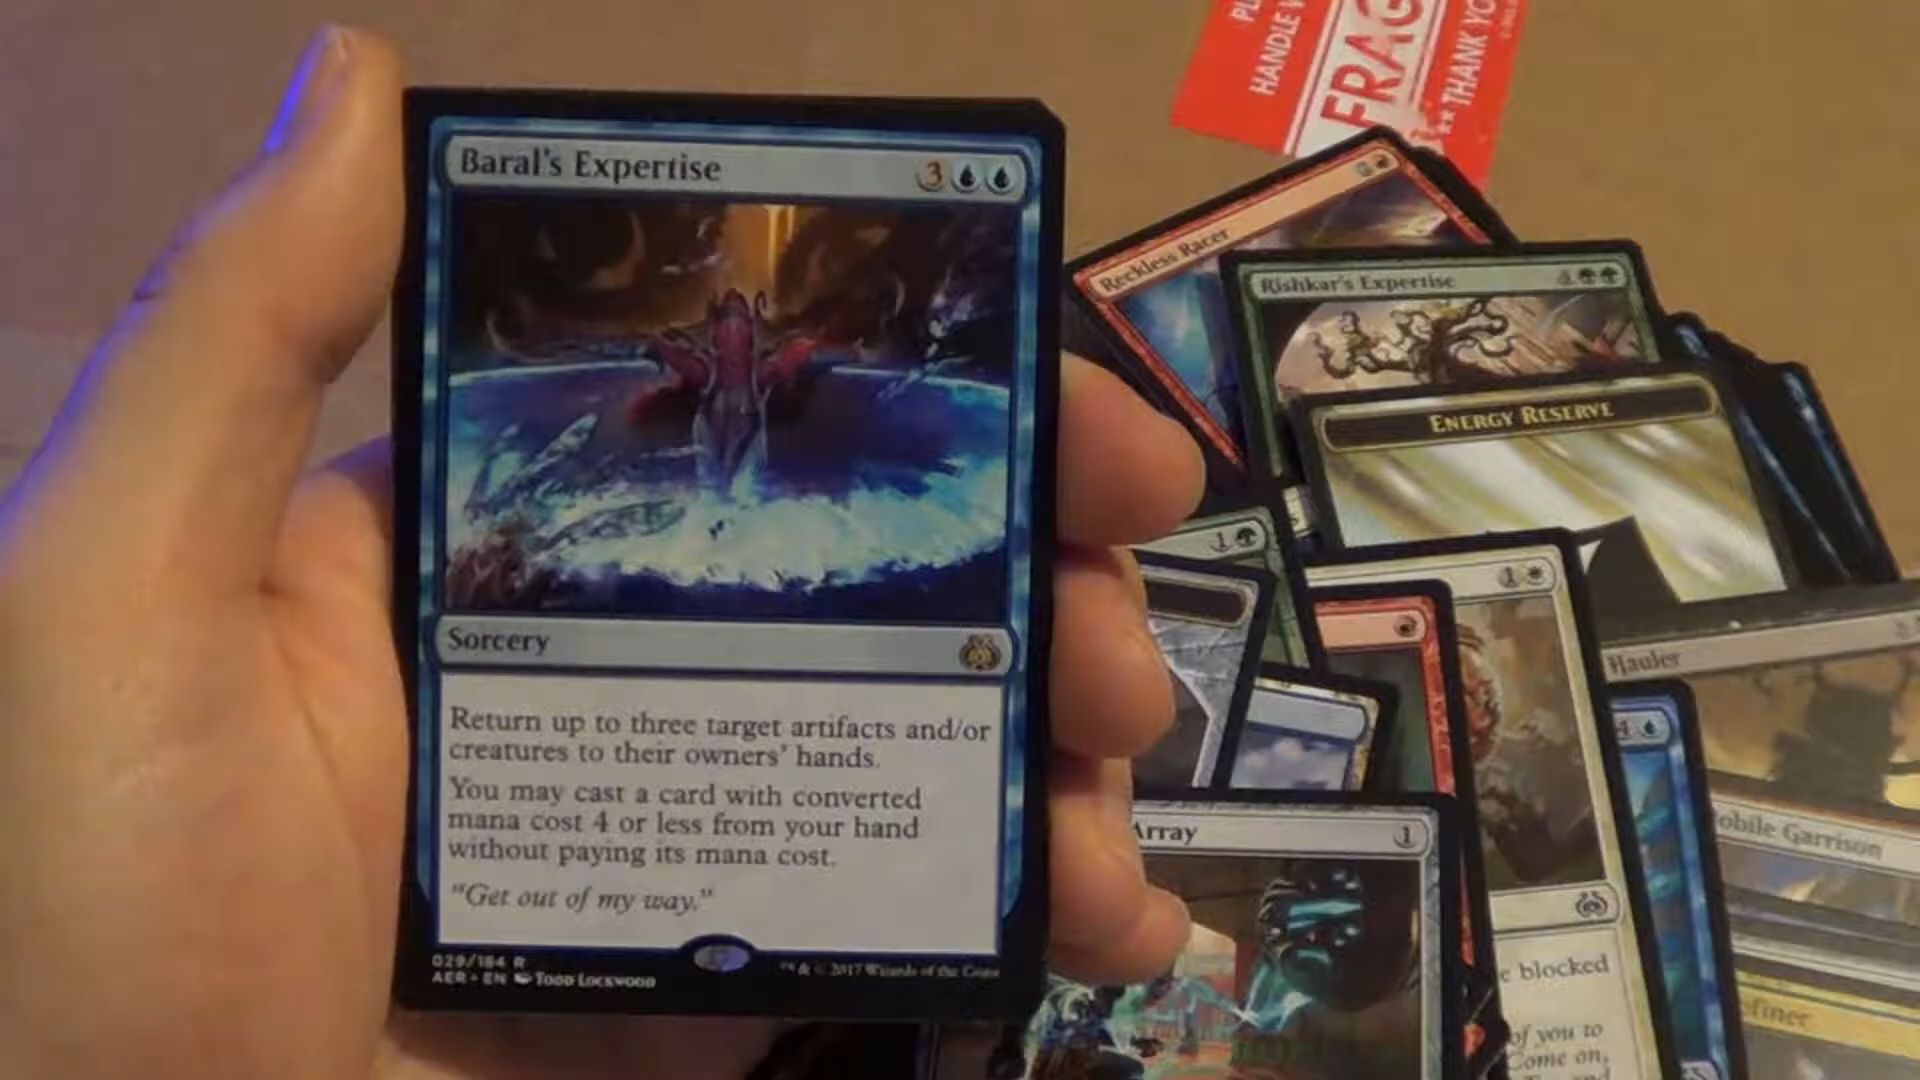 Baral's Expertise
3
Sorcery
Return up to three target artifacts and/or
creatures to their owners' hands.
You may cast a card with converted
mana cost 4 or less from your hand
without paying its mana cost.
"Get out of my way."
029/184 R
AER • EN Todd Lockwood
™ & © 2017 Wizards of the Coast
HANDLE
FRAG
** THANK YO
Reckless Racer
Rishkar's Expertise
4
ENERGY RESERVE
1
1
Hauler
4
obile Garrison
Array
1
e blocked
of you to
Come on,